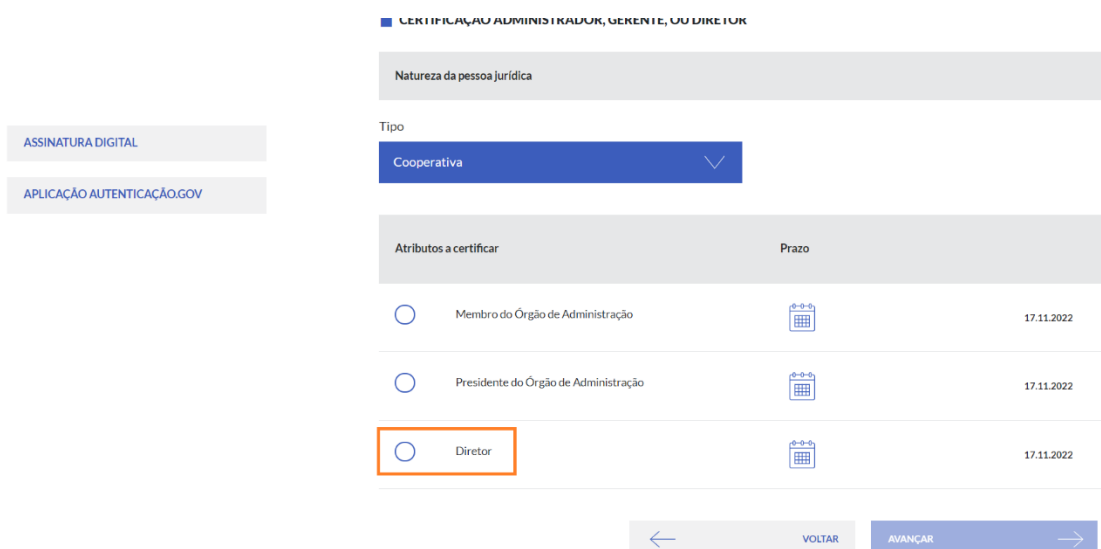 CERTIFICAÇÃO ADMINISTRADOR, GERENTE, OU DIRETOR
Natureza da pessoa jurídica
ASSINATURA DIGITAL
APLICAÇÃO AUTENTICAÇÃO.GOV
Tipo
Cooperativa
Atributos a certificar Prazo
Membro do Órgão de Administração 17.11.2022
Presidente do Órgão de Administração 17.11.2022
Diretor 17.11.2022
VOLTAR AVANÇAR